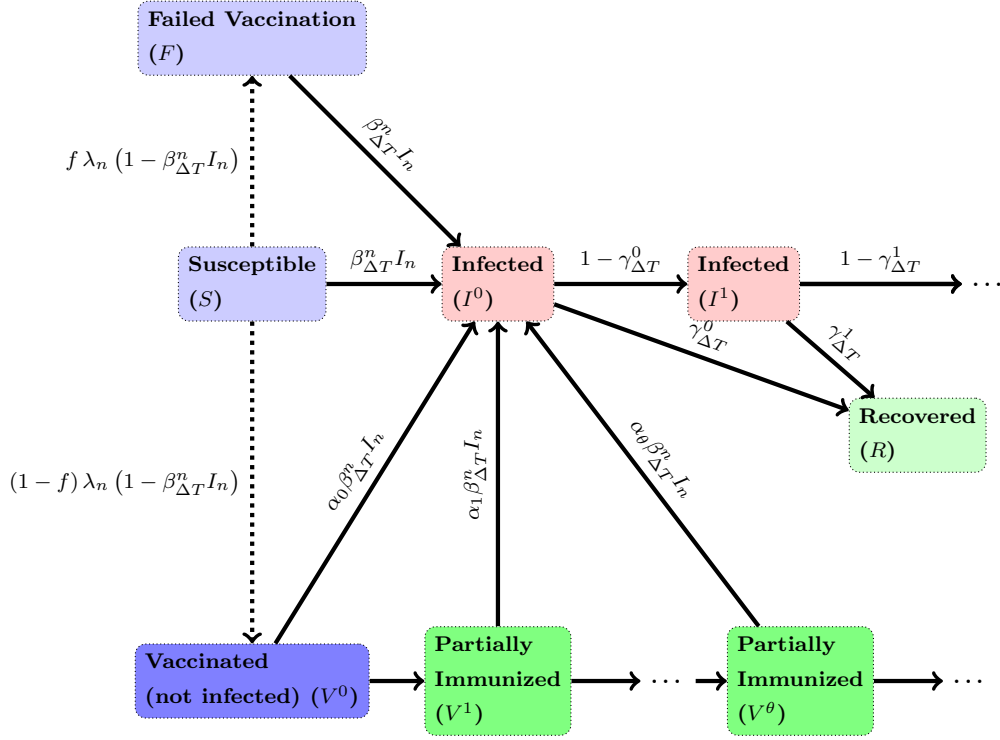 Failed Vaccination
(F)
β^n_{ΔT} I_n
f λ_n (1 − β^n_{ΔT} I_n)
Susceptible
(S)
β^n_{ΔT} I_n
Infected
(I^0)
1 − γ^0_{ΔT}
Infected
(I^1)
1 − γ^1_{ΔT}
⋯
γ^0_{ΔT}
γ^1_{ΔT}
Recovered
(R)
(1 − f) λ_n (1 − β^n_{ΔT} I_n)
α_0 β^n_{ΔT} I_n
α_1 β^n_{ΔT} I_n
α_θ β^n_{ΔT} I_n
Vaccinated
(not infected) (V^0)
Partially
Immunized
(V^1)
⋯
Partially
Immunized
(V^θ)
⋯